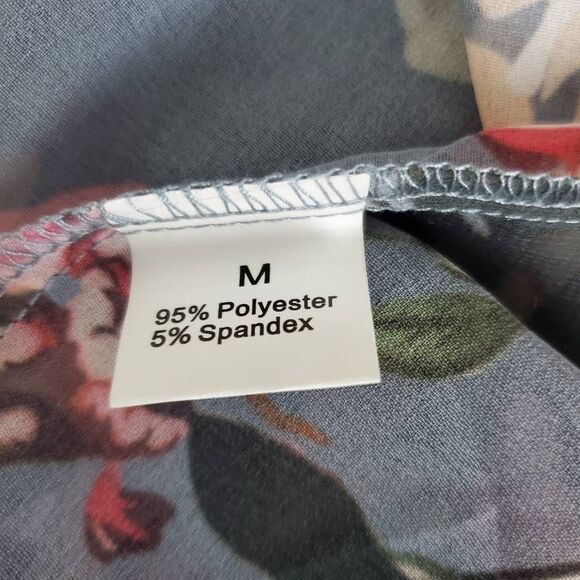 M
95% Polyester
5% Spandex